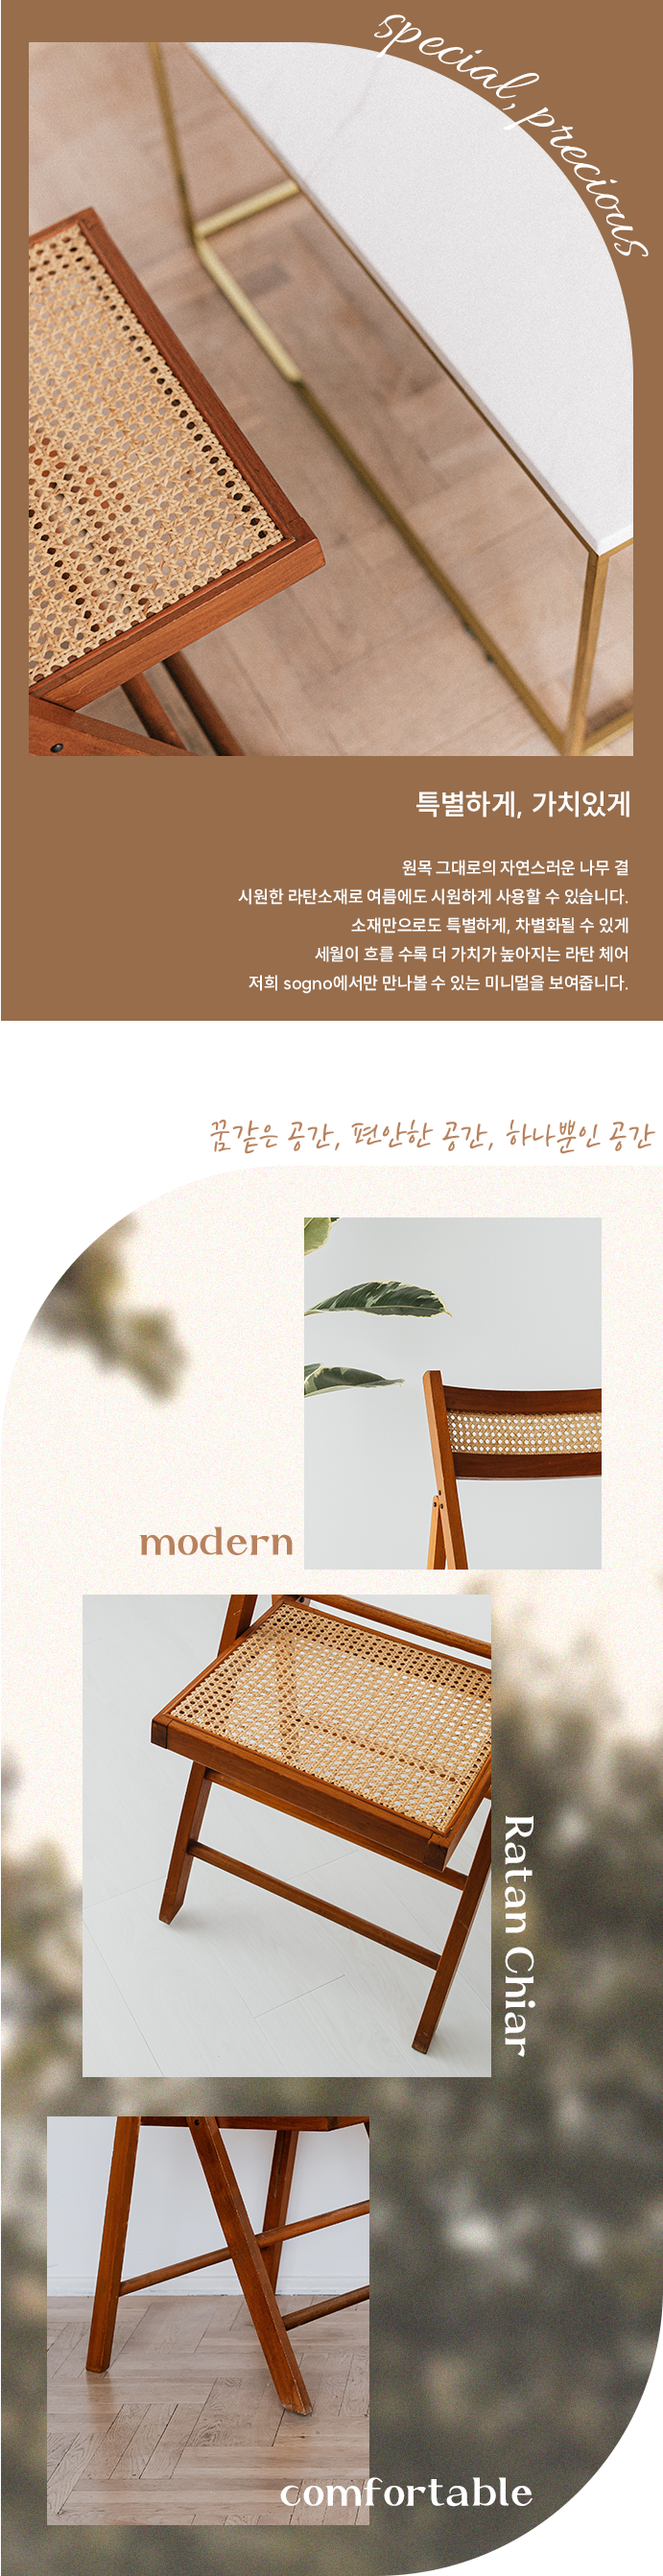 special, precious
특별하게, 가치있게
원목 그대로의 자연스러운 나무 결
시원한 라탄소재로 여름에도 시원하게 사용할 수 있습니다.
소재만으로도 특별하게, 차별화될 수 있게
세월이 흐를 수록 더 가치가 높아지는 라탄 체어
저희 sogno에서만 만나볼 수 있는 미니멀을 보여줍니다.
꿈같은 공간, 편안한 공간, 하나뿐인 공간
modern
Ratan Chiar
comfortable